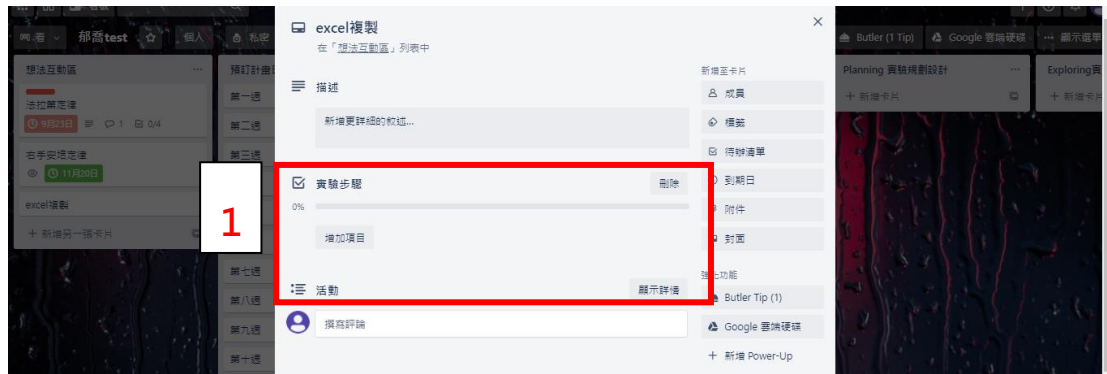 郁喬test
個人
私密
Butler (1 Tip)
Google 雲端硬碟
顯示選單
想法互動區
法拉第定律
9月23日
1
0/4
右手安培定律
11月20日
excel複製
+ 新增另一張卡片
第一週
第二週
第三週
第七週
第八週
第九週
第十週
1
excel複製
在「想法互動區」列表中
描述
新增更詳細的敘述...
實驗步驟
刪除
0%
增加項目
活動
顯示詳情
撰寫評論
新增至卡片
成員
標籤
待辦清單
到期日
附件
封面
Butler Tip (1)
Google 雲端硬碟
+ 新增 Power-Up
Planning 實驗規劃設計
+ 新增卡片